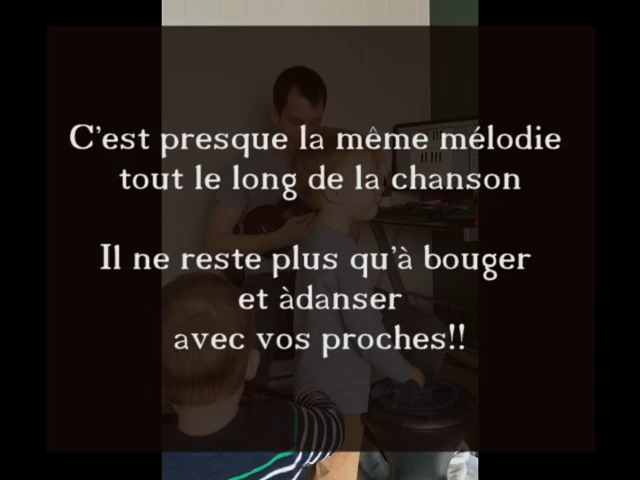 C'est presque la même mélodie
tout le long de la chanson
Il ne reste plus qu'à bouger
et àdanser
avec vos proches!!